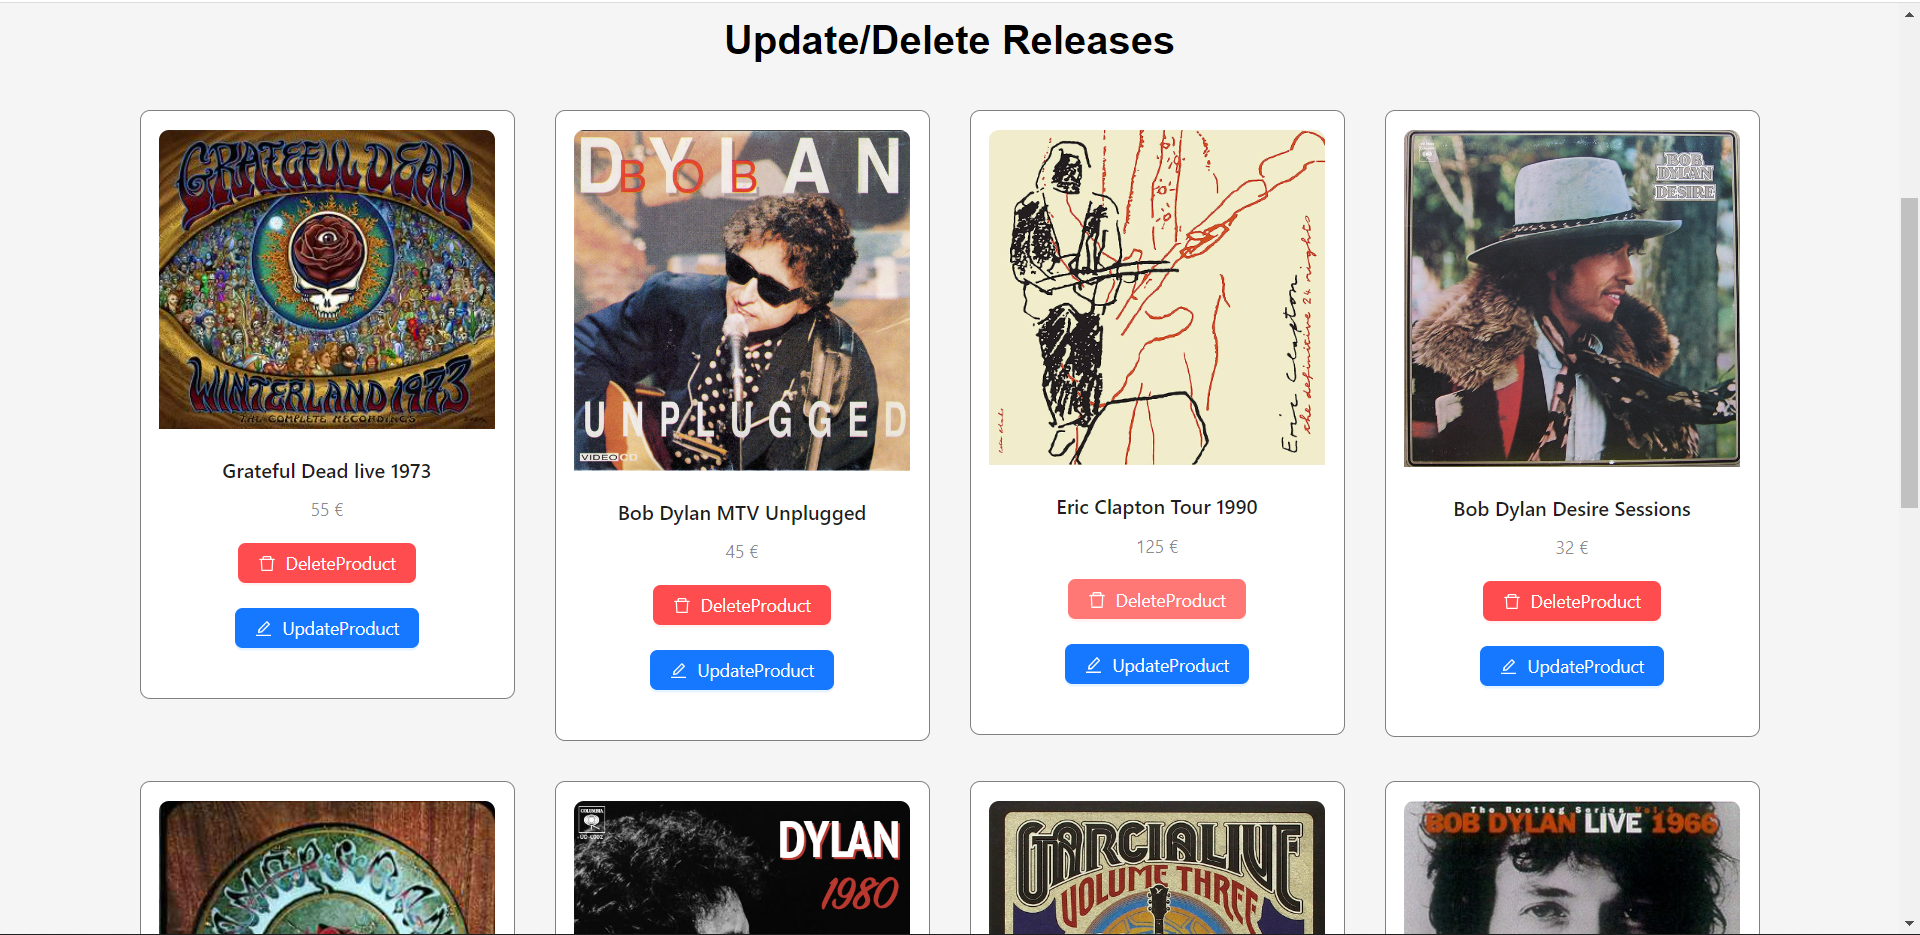 Update/Delete Releases
GRATEFUL DEAD
WINTERLAND 1973
THE COMPLETE RECORDINGS
Grateful Dead live 1973
55 €
DeleteProduct
UpdateProduct
DYLAN
BOB
UNPLUGGED
VIDEO CD
Bob Dylan MTV Unplugged
45 €
DeleteProduct
UpdateProduct
Eric Clapton
the definitive 24 nights
Eric Clapton Tour 1990
125 €
DeleteProduct
UpdateProduct
BOB
DYLAN
DESIRE
Bob Dylan Desire Sessions
32 €
DeleteProduct
UpdateProduct
COLUMBIA
DYLAN
1980
GARCIALIVE
VOLUME THREE
The Bootleg Series Vol. 4
BOB DYLAN LIVE 1966